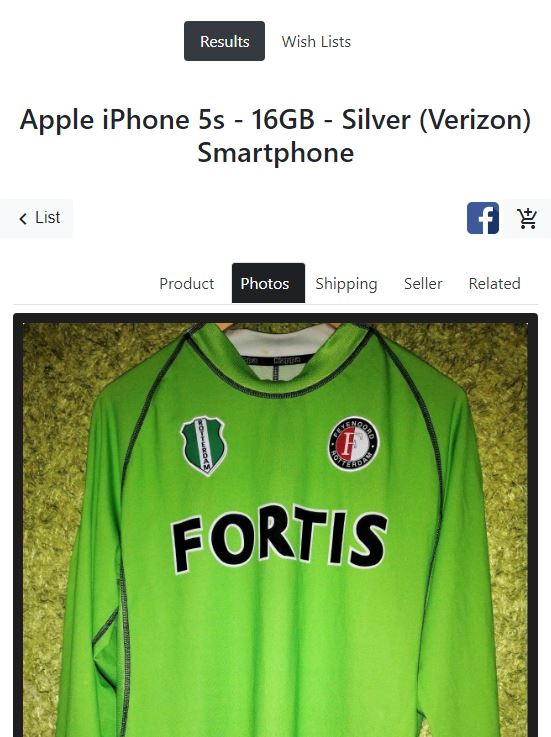 Results
Wish Lists
Apple iPhone 5s - 16GB - Silver (Verizon)
Smartphone
List
Product
Photos
Shipping
Seller
Related
Kappa
ROTTERDAM
FEYENOORD
ROTTERDAM
FORTIS